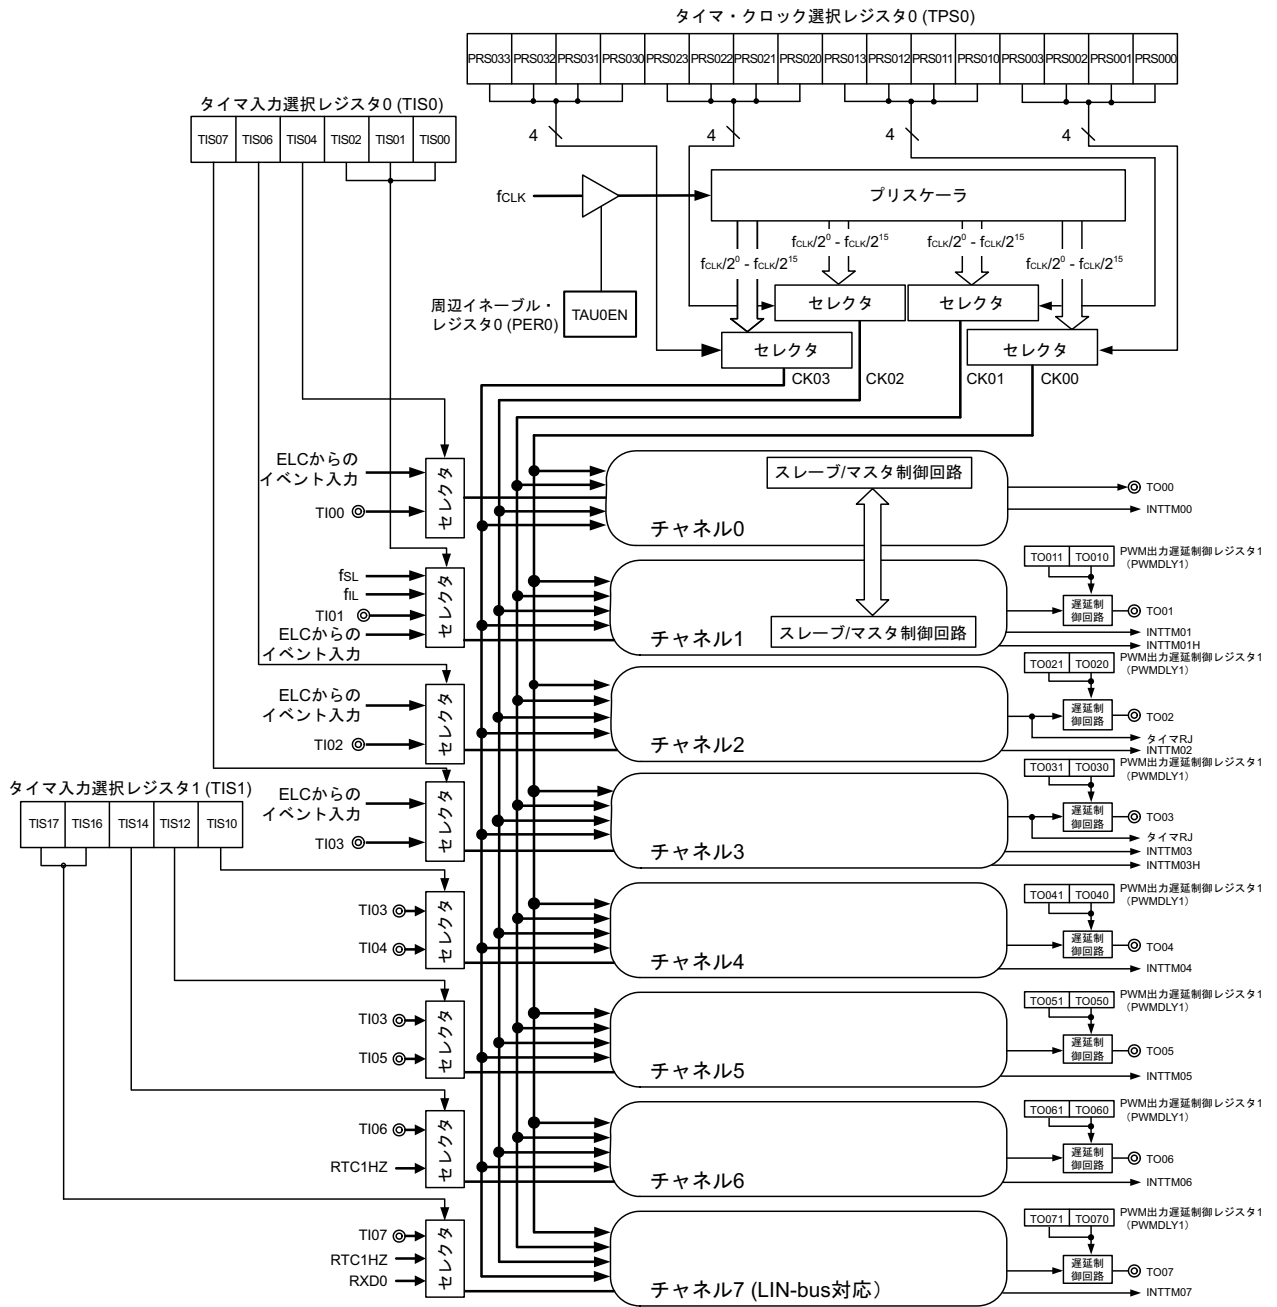 タイマ・クロック選択レジスタ0 (TPS0)
PRS033 PRS032 PRS031 PRS030 PRS023 PRS022 PRS021 PRS020 PRS013 PRS012 PRS011 PRS010 PRS003 PRS002 PRS001 PRS000
タイマ入力選択レジスタ0 (TIS0)
TIS07 TIS06 TIS04 TIS02 TIS01 TIS00
4 4 4 4
fCLK
プリスケーラ
fCLK/2⁰ - fCLK/2¹⁵ fCLK/2⁰ - fCLK/2¹⁵
fCLK/2⁰ - fCLK/2¹⁵ fCLK/2⁰ - fCLK/2¹⁵
周辺イネーブル・
レジスタ0 (PER0)
TAU0EN
セレクタ セレクタ
セレクタ セレクタ
CK03 CK02 CK01 CK00
ELCからの
イベント入力
TI00
セレクタ
スレーブ/マスタ制御回路
チャネル0
TO00
INTTM00
fSL
fIL
TI01
ELCからの
イベント入力
セレクタ
チャネル1
スレーブ/マスタ制御回路
TO011 TO010
PWM出力遅延制御レジスタ1
(PWMDLY1)
遅延制
御回路
TO01
INTTM01
INTTM01H
ELCからの
イベント入力
TI02
セレクタ
チャネル2
TO021 TO020
PWM出力遅延制御レジスタ1
(PWMDLY1)
遅延制
御回路
TO02
タイマRJ
INTTM02
タイマ入力選択レジスタ1 (TIS1)
TIS17 TIS16 TIS14 TIS12 TIS10
ELCからの
イベント入力
TI03
セレクタ
チャネル3
TO031 TO030
PWM出力遅延制御レジスタ1
(PWMDLY1)
遅延制
御回路
TO03
タイマRJ
INTTM03
INTTM03H
TI03
TI04
セレクタ
チャネル4
TO041 TO040
PWM出力遅延制御レジスタ1
(PWMDLY1)
遅延制
御回路
TO04
INTTM04
TI03
TI05
セレクタ
チャネル5
TO051 TO050
PWM出力遅延制御レジスタ1
(PWMDLY1)
遅延制
御回路
TO05
INTTM05
TI06
RTC1HZ
セレクタ
チャネル6
TO061 TO060
PWM出力遅延制御レジスタ1
(PWMDLY1)
遅延制
御回路
TO06
INTTM06
TI07
RTC1HZ
RXD0
セレクタ
チャネル7 (LIN-bus対応）
TO071 TO070
PWM出力遅延制御レジスタ1
(PWMDLY1)
遅延制
御回路
TO07
INTTM07